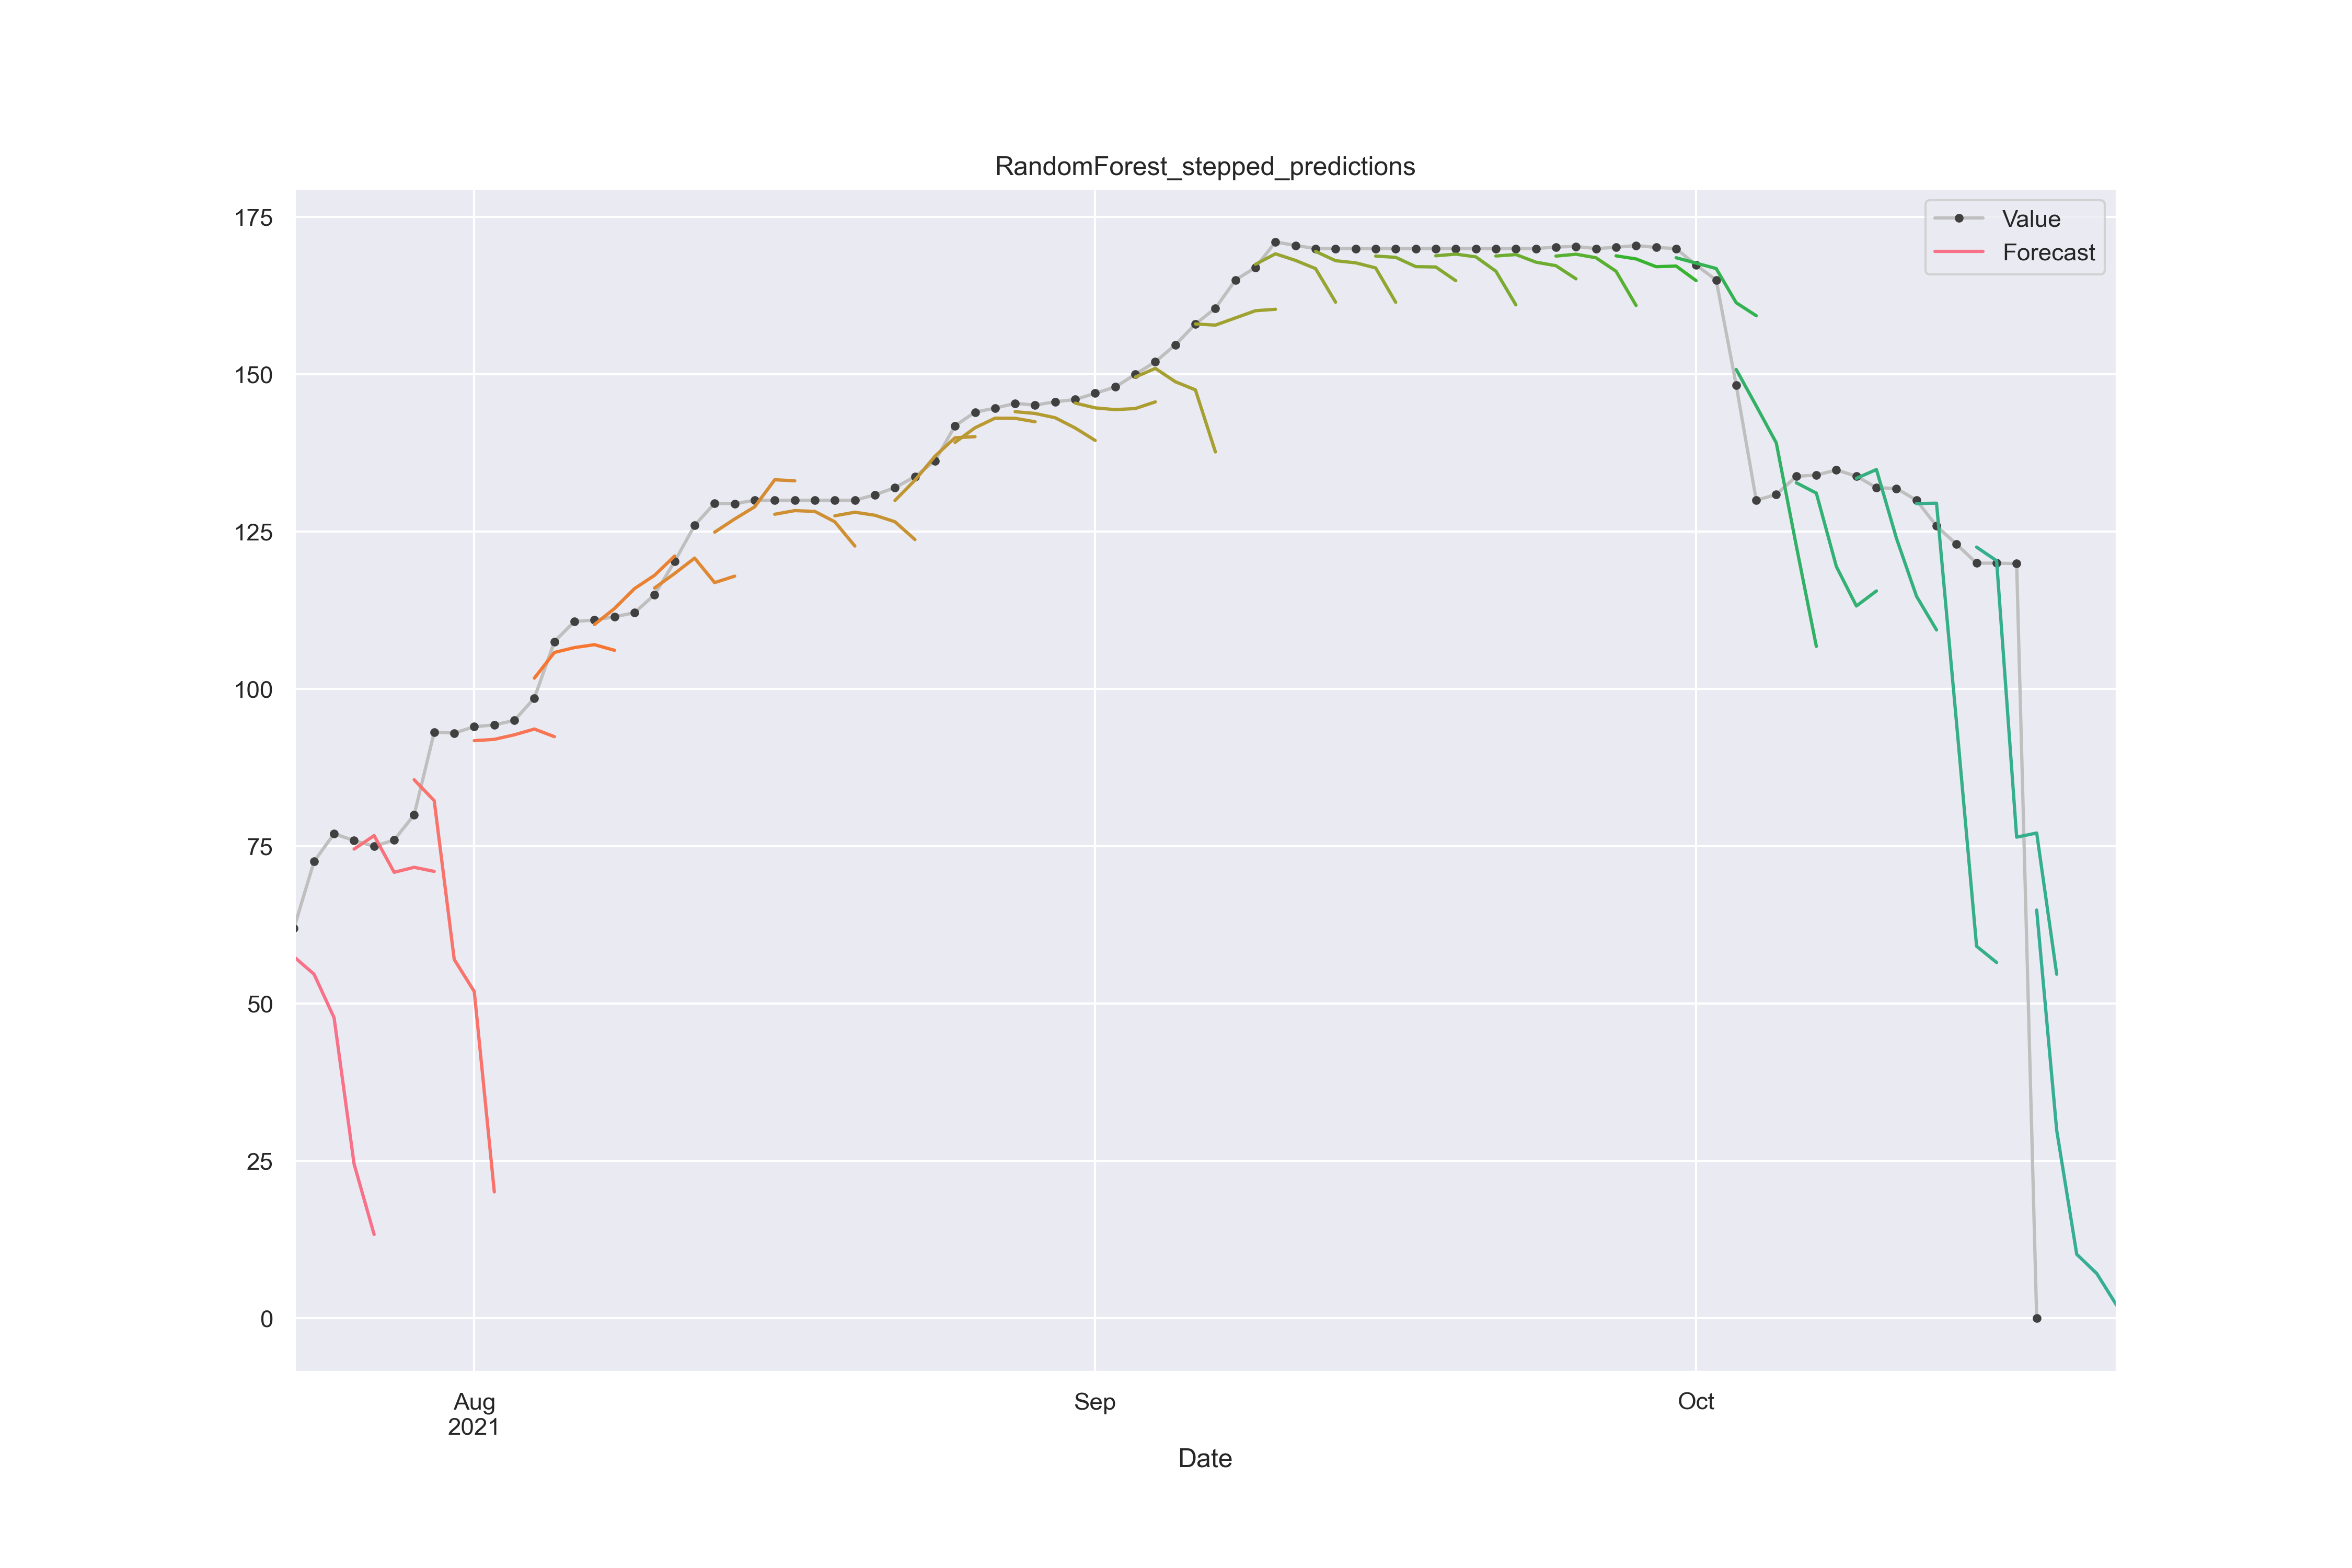 RandomForest_stepped_predictions
Value
Forecast
175
150
125
100
75
50
25
0
Aug
2021
Sep
Oct
Date